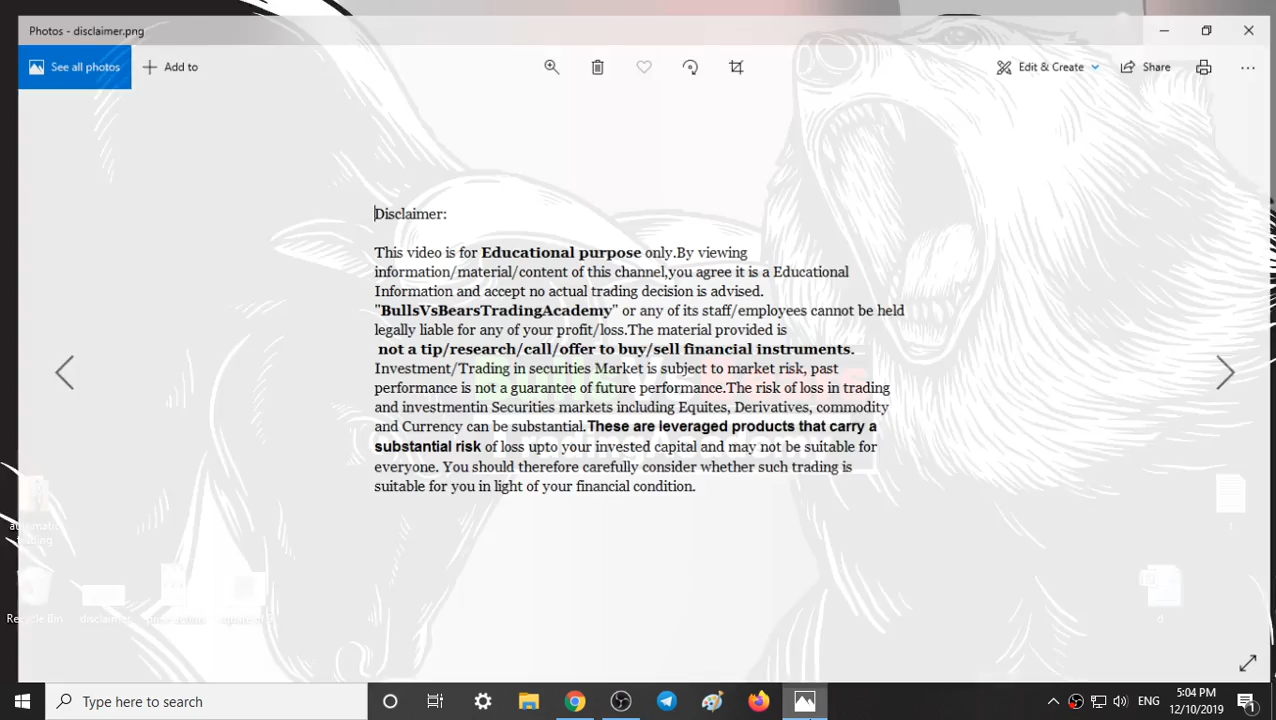 Photos - disclaimer.png
See all photos
Add to
Edit & Create
Share
Disclaimer:
This video is for Educational purpose only.By viewing
information/material/content of this channel,you agree it is a Educational
Information and accept no actual trading decision is advised.
"BullsVsBearsTradingAcademy" or any of its staff/employees cannot be held
legally liable for any of your profit/loss.The material provided is
not a tip/research/call/offer to buy/sell financial instruments.
Investment/Trading in securities Market is subject to market risk, past
performance is not a guarantee of future performance.The risk of loss in trading
and investmentin Securities markets including Equites, Derivatives, commodity
and Currency can be substantial.These are leveraged products that carry a
substantial risk of loss upto your invested capital and may not be suitable for
everyone. You should therefore carefully consider whether such trading is
suitable for you in light of your financial condition.
trading
Recycle Bin
disclaimer
d
Type here to search
ENG
5:04 PM
12/10/2019
1